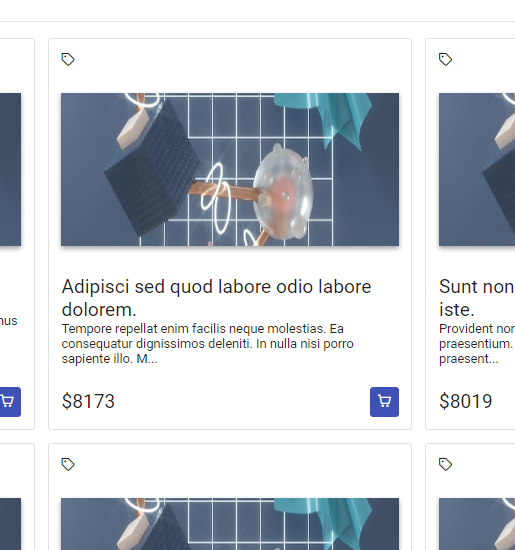 Adipisci sed quod labore odio labore
dolorem.
Tempore repellat enim facilis neque molestias. Ea
consequatur dignissimos deleniti. In nulla nisi porro
sapiente illo. M...
$8173
Sunt non
iste.
Provident non
praesentium.
praesent...
$8019